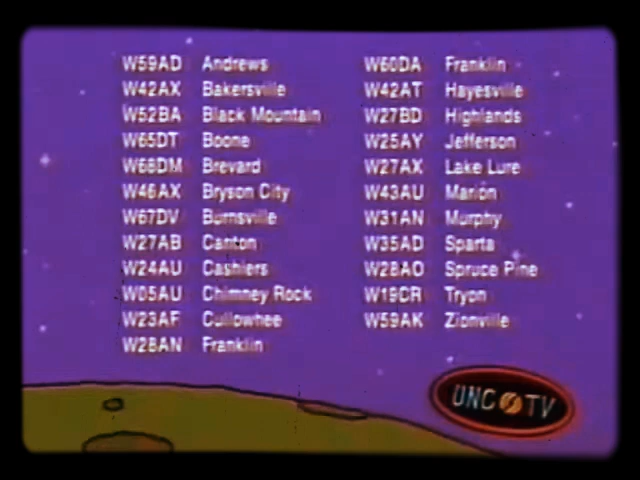 W59AD Andrews
W42AX Bakersville
W52BA Black Mountain
W65DT Boone
W68DM Brevard
W46AX Bryson City
W67DV Burnsville
W27AB Canton
W24AU Cashiers
W05AU Chimney Rock
W23AF Cullowhee
W28AN Franklin
W60DA Franklin
W42AT Hayesville
W27BD Highlands
W25AY Jefferson
W27AX Lake Lure
W43AU Marion
W31AN Murphy
W35AD Sparta
W28AO Spruce Pine
W19CR Tryon
W59AK Zionville
UNC TV